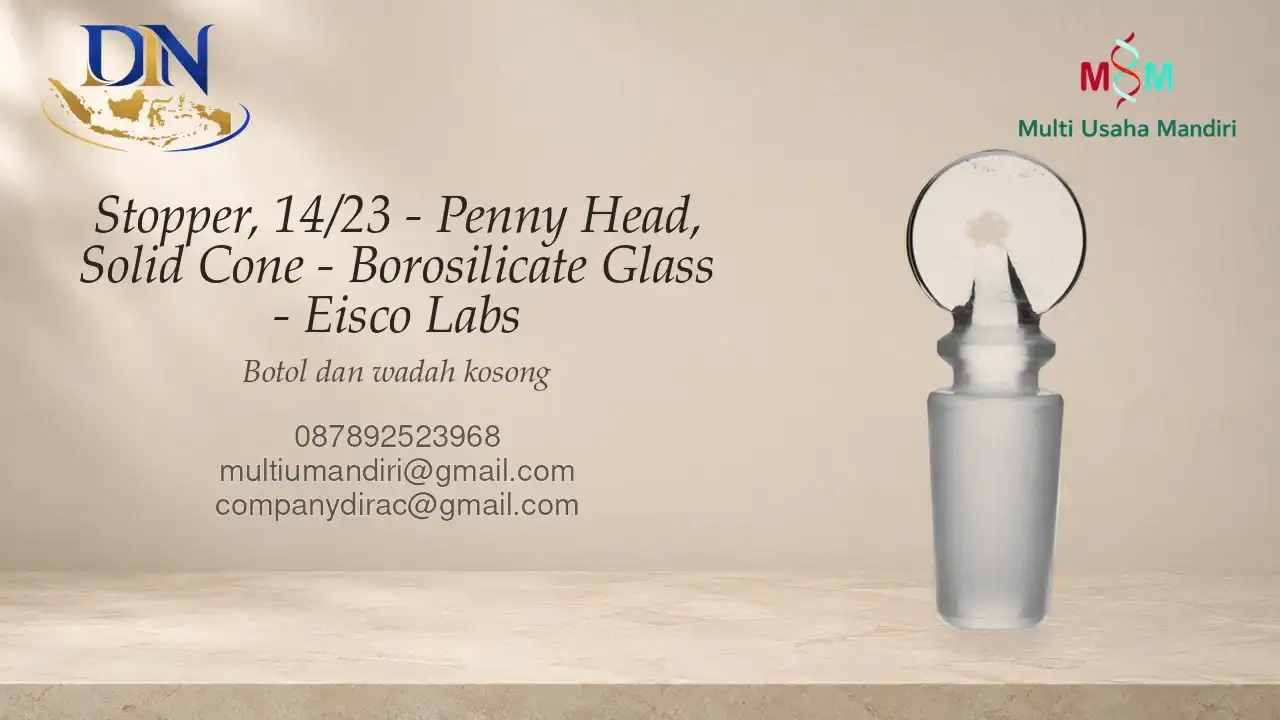 DIN
M M
Multi Usaha Mandiri
Stopper, 14/23 - Penny Head,
Solid Cone - Borosilicate Glass
- Eisco Labs
Botol dan wadah kosong
087892523968
multiumandiri@gmail.com
companydirac@gmail.com